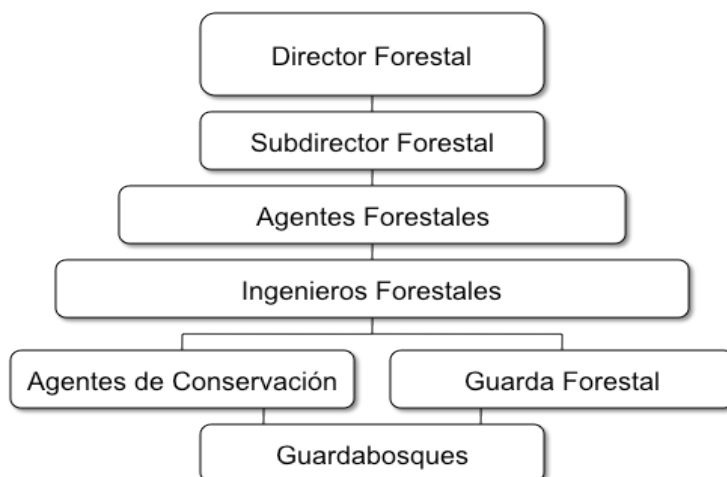 Director Forestal
Subdirector Forestal
Agentes Forestales
Ingenieros Forestales
Agentes de Conservación
Guarda Forestal
Guardabosques